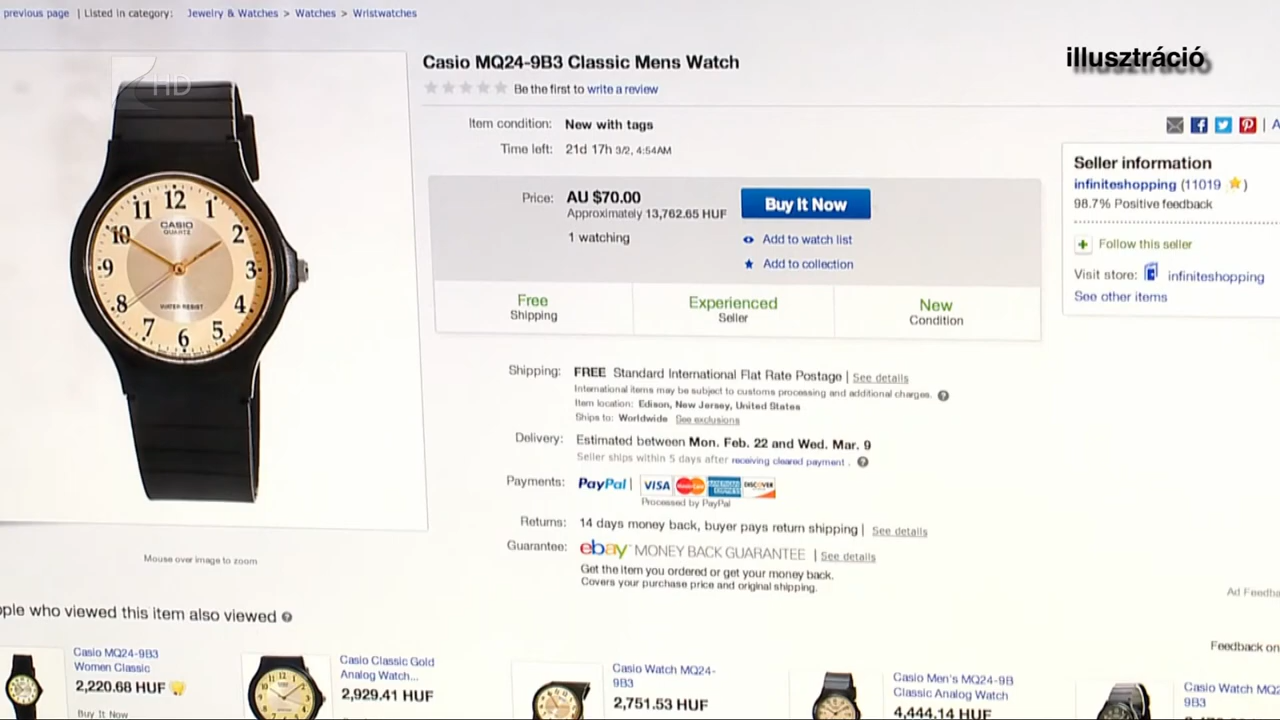 previous page | Listed in category: Jewelry & Watches > Watches > Wristwatches
illusztráció
HD
Casio MQ24-9B3 Classic Mens Watch
Be the first to write a review
Item condition: New with tags
Time left: 21d 17h 3/2, 4:54AM
Price: AU $70.00
Approximately 13,762.65 HUF
1 watching
Buy It Now
Add to watch list
Add to collection
Free Shipping
Experienced Seller
New Condition
Seller information
infiniteshopping (11019)
98.7% Positive feedback
Follow this seller
Visit store: infiniteshopping
See other items
12
11 1
CASIO
QUARTZ
10 2
9 3
8 4
WATER RESIST
7 5
6
Shipping: FREE Standard International Flat Rate Postage | See details
International items may be subject to customs processing and additional charges.
Item location: Edison, New Jersey, United States
Ships to: Worldwide See exclusions
Delivery: Estimated between Mon. Feb. 22 and Wed. Mar. 9
Seller ships within 5 days after receiving cleared payment .
Payments: PayPal | VISA MasterCard AMERICAN EXPRESS DISCOVER
Processed by PayPal
Returns: 14 days money back, buyer pays return shipping | See details
Guarantee: ebay MONEY BACK GUARANTEE | See details
Get the item you ordered or get your money back.
Covers your purchase price and original shipping.
Mouse over image to zoom
Ad Feedba
ople who viewed this item also viewed
Feedback on
Casio MQ24-9B3
Women Classic
2,220.68 HUF
Buy It Now
Casio Classic Gold
Analog Watch...
2,929.41 HUF
Casio Watch MQ24-
9B3
2,751.53 HUF
Casio Men's MQ24-9B
Classic Analog Watch
4,444.14 HUF
Casio Watch MQ2
9B3